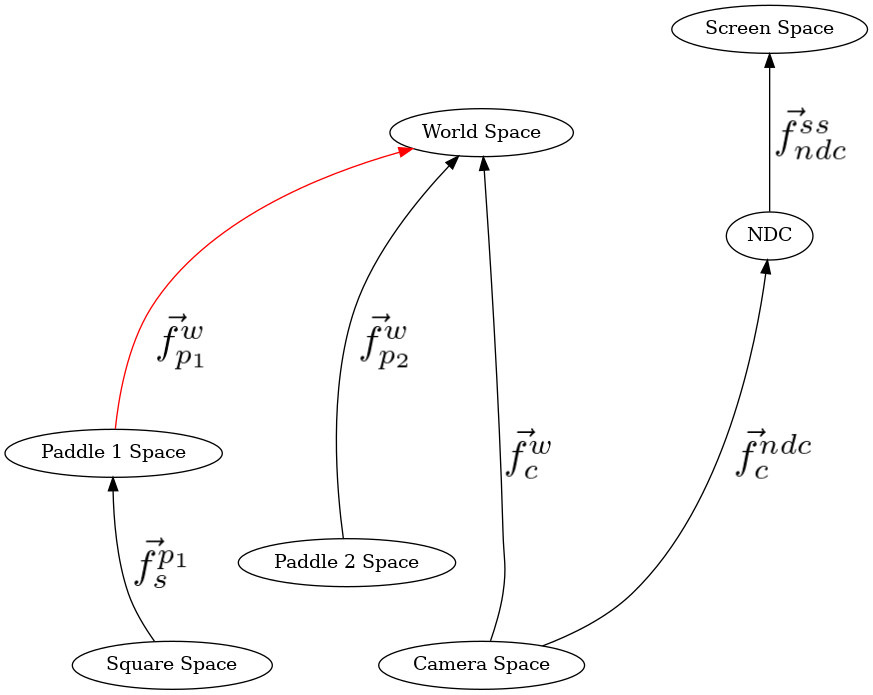 Screen Space
$\vec{f}_{ndc}^{ss}$
World Space
NDC
$\vec{f}_{p_1}^{w}$
$\vec{f}_{p_2}^{w}$
$\vec{f}_{c}^{w}$
$\vec{f}_{c}^{ndc}$
Paddle 1 Space
$\vec{f}_{s}^{p_1}$
Paddle 2 Space
Square Space
Camera Space